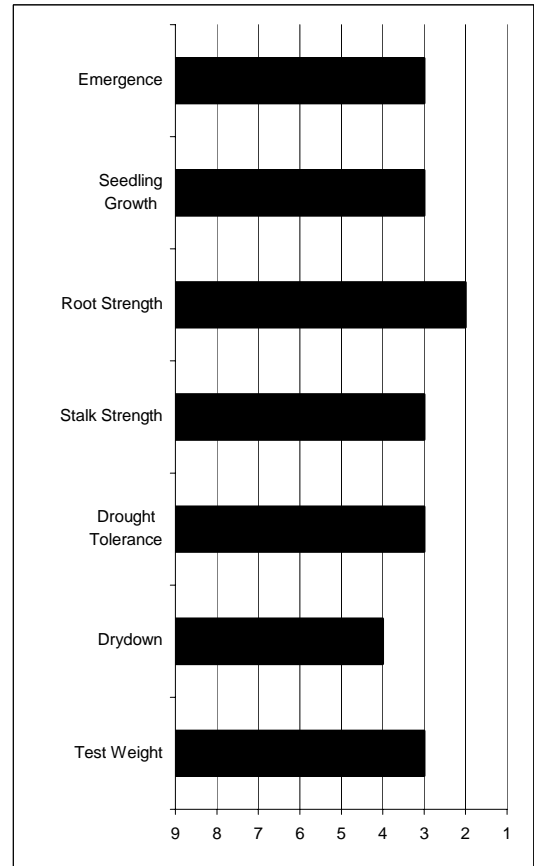 Emergence
Seedling
Growth
Root Strength
Stalk Strength
Drought
Tolerance
Drydown
Test Weight
9 8 7 6 5 4 3 2 1